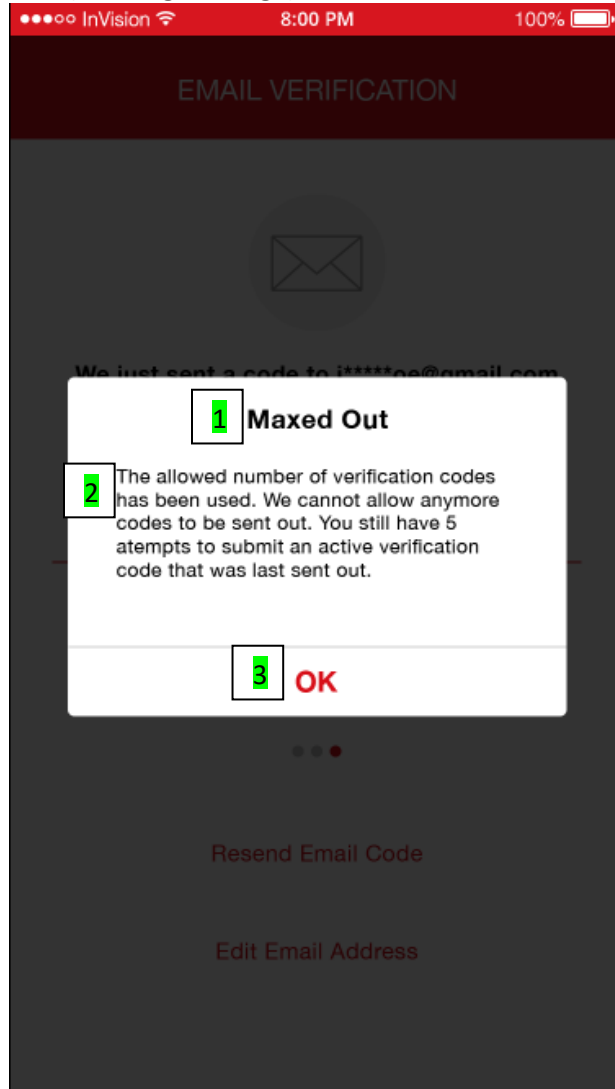 ●●●○○ InVision 8:00 PM 100%
EMAIL VERIFICATION
We just sent a code to j*****oe@gmail.com
1 Maxed Out
2 The allowed number of verification codes
has been used. We cannot allow anymore
codes to be sent out. You still have 5
atempts to submit an active verification
code that was last sent out.
3 OK
Resend Email Code
Edit Email Address